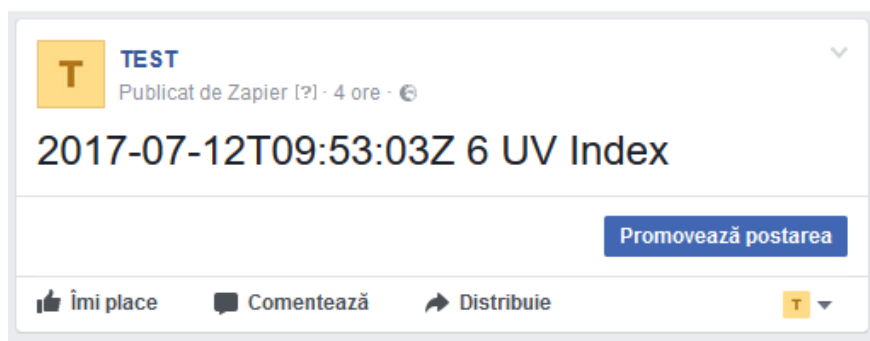 T
TEST
Publicat de Zapier [?] · 4 ore ·
2017-07-12T09:53:03Z 6 UV Index
Promovează postarea
Îmi place Comentează Distribuie T